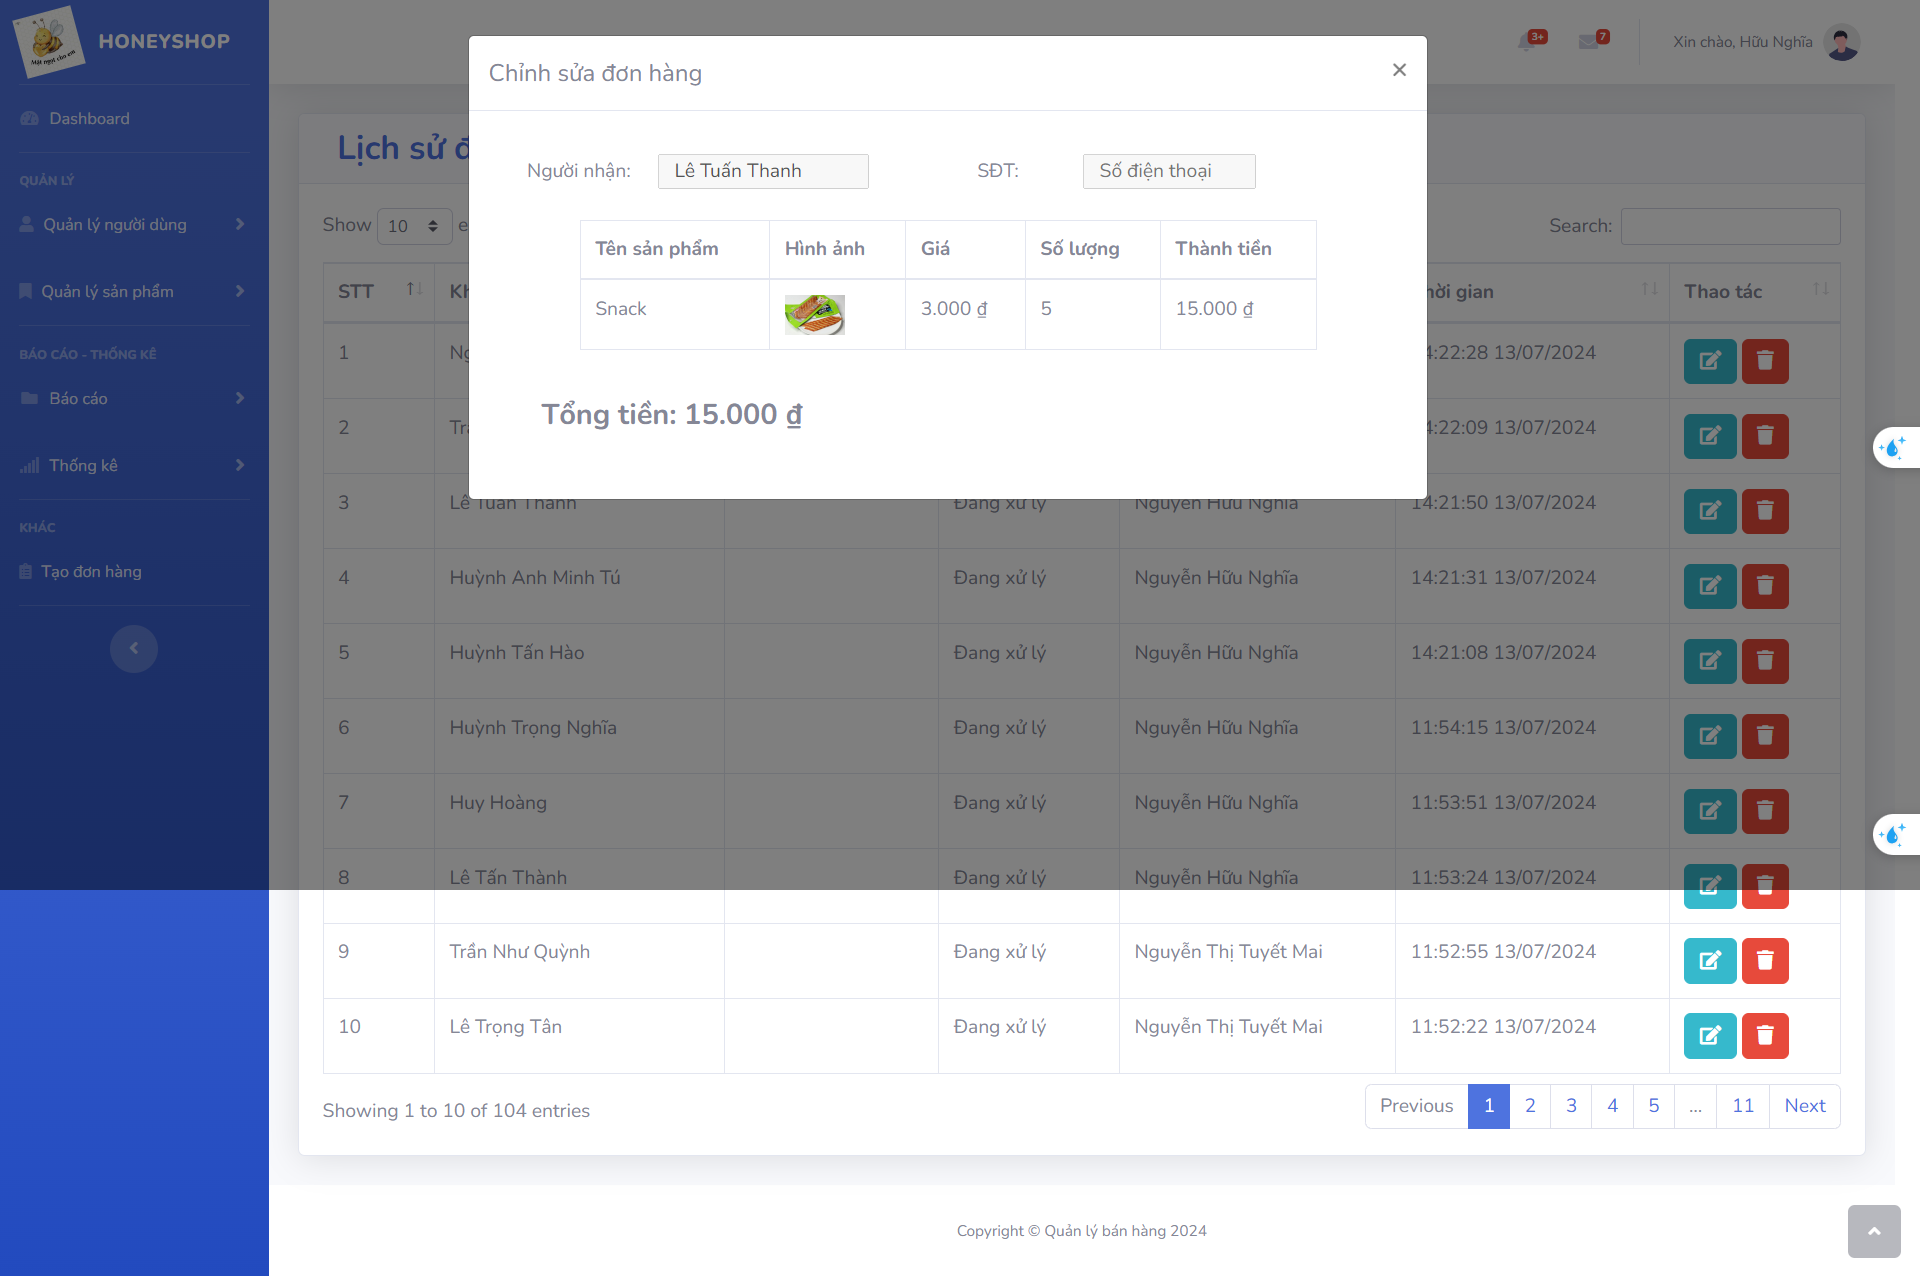 HONEYSHOP
Dashboard
QUẢN LÝ
Quản lý người dùng
Quản lý sản phẩm
BÁO CÁO - THỐNG KÊ
Báo cáo
Thống kê
KHÁC
Tạo đơn hàng
3+
7
Xin chào, Hữu Nghĩa
Chỉnh sửa đơn hàng
×
Người nhận: Lê Tuấn Thanh SĐT: Số điện thoại
Tên sản phẩm Hình ảnh Giá Số lượng Thành tiền
Snack 3.000 ₫ 5 15.000 ₫
Tổng tiền: 15.000 ₫
Lịch sử
Show 10
Search:
STT gian Thao tác
1 13/07/2024
2 13/07/2024
3 Lê Tuấn Thanh Đang xử lý Nguyễn Hữu Nghĩa 14:21:50 13/07/2024
4 Huỳnh Anh Minh Tú Đang xử lý Nguyễn Hữu Nghĩa 14:21:31 13/07/2024
5 Huỳnh Tấn Hào Đang xử lý Nguyễn Hữu Nghĩa 14:21:08 13/07/2024
6 Huỳnh Trọng Nghĩa Đang xử lý Nguyễn Hữu Nghĩa 11:54:15 13/07/2024
7 Huy Hoàng Đang xử lý Nguyễn Hữu Nghĩa 11:53:51 13/07/2024
8 Lê Tấn Thành Đang xử lý Nguyễn Hữu Nghĩa 11:53:24 13/07/2024
9 Trần Như Quỳnh Đang xử lý Nguyễn Thị Tuyết Mai 11:52:55 13/07/2024
10 Lê Trọng Tân Đang xử lý Nguyễn Thị Tuyết Mai 11:52:22 13/07/2024
Showing 1 to 10 of 104 entries
Previous 1 2 3 4 5 … 11 Next
Copyright © Quản lý bán hàng 2024